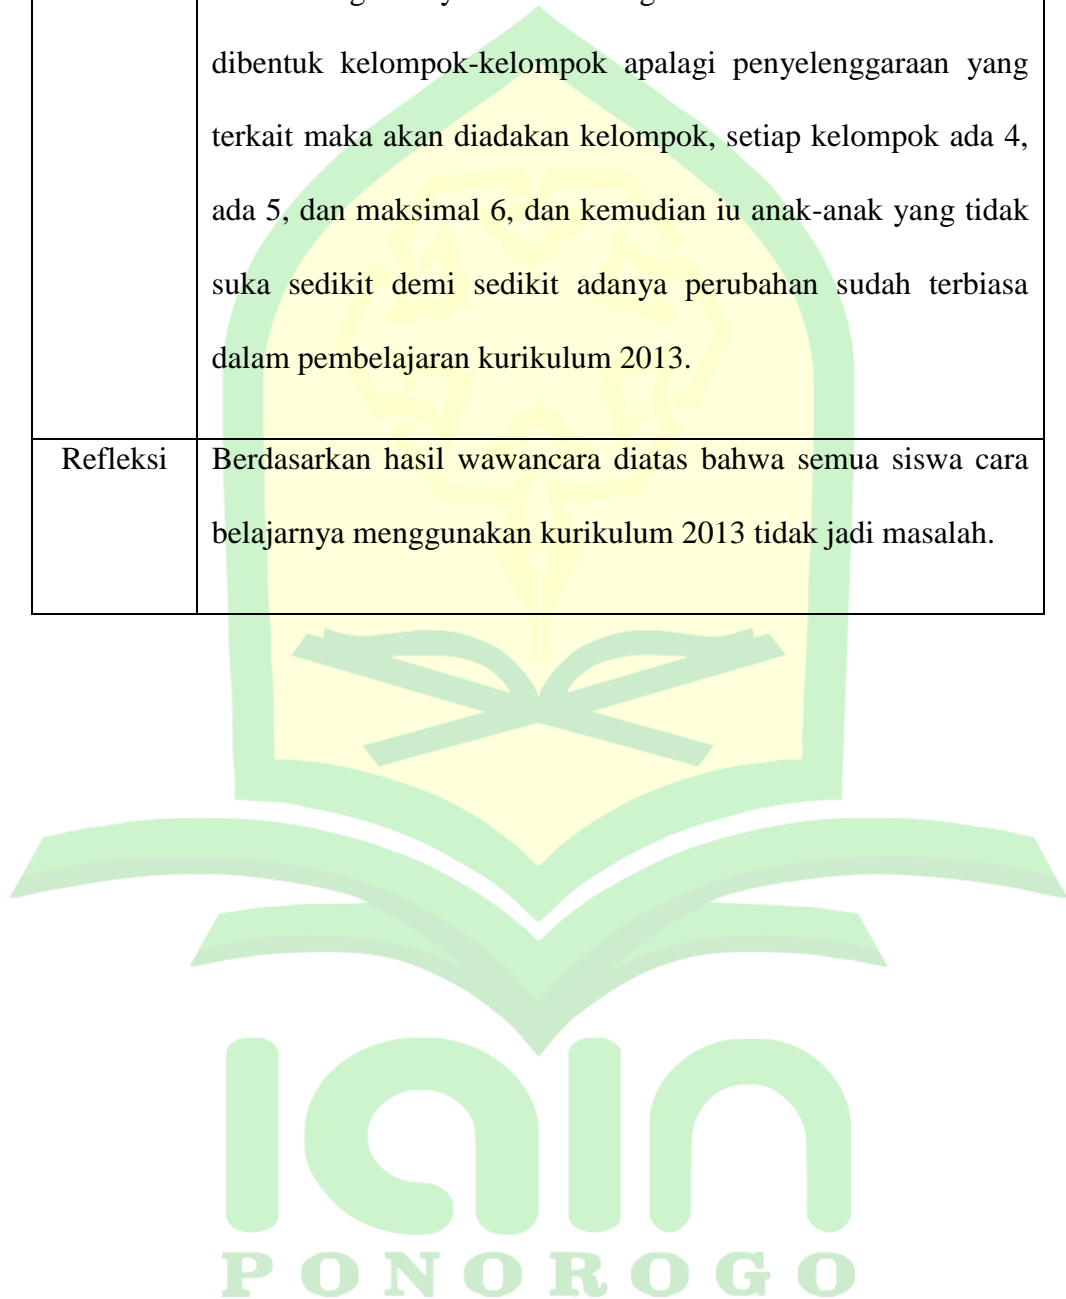 dibentuk kelompok-kelompok apalagi penyelenggaraan yang
terkait maka akan diadakan kelompok, setiap kelompok ada 4,
ada 5, dan maksimal 6, dan kemudian iu anak-anak yang tidak
suka sedikit demi sedikit adanya perubahan sudah terbiasa
dalam pembelajaran kurikulum 2013.
Refleksi Berdasarkan hasil wawancara diatas bahwa semua siswa cara
belajarnya menggunakan kurikulum 2013 tidak jadi masalah.
iain
PONOROGO